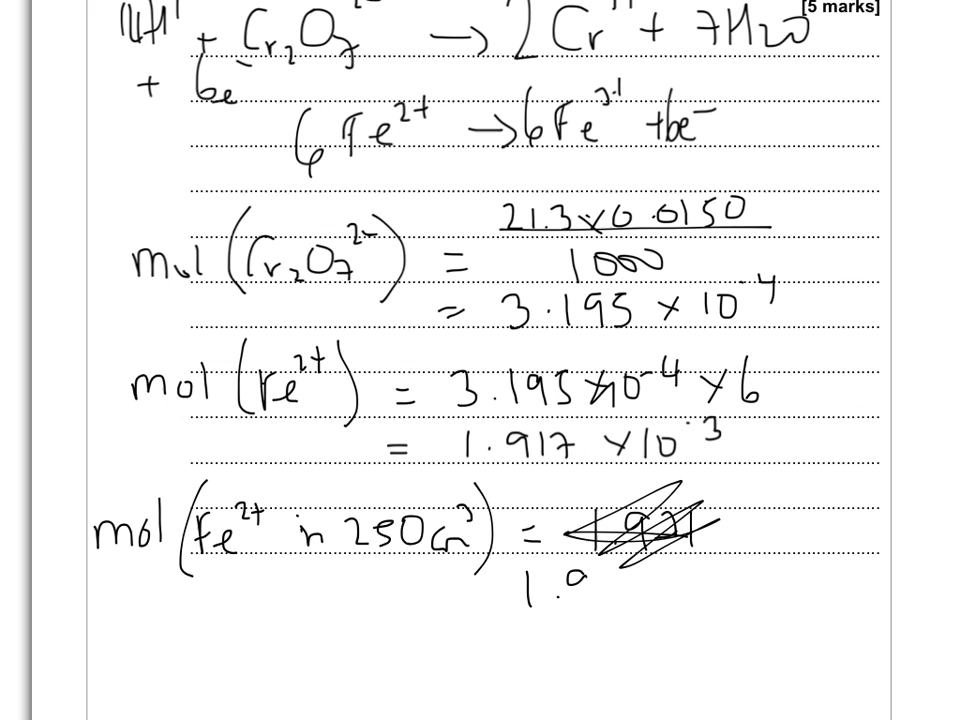 [5 marks]
14H⁺ + Cr₂O₇²⁻ → 2Cr³⁺ + 7H₂O
+ 6e⁻
6Fe²⁺ → 6Fe³⁺ + 6e⁻
21.3 × 0.0150
mol (Cr₂O₇²⁻) = 1000
= 3.195 × 10⁻⁴
mol (Fe²⁺) = 3.195 × 10⁻⁴ × 6
= 1.917 × 10⁻³
mol (Fe²⁺ in 250cm³) =
1.9